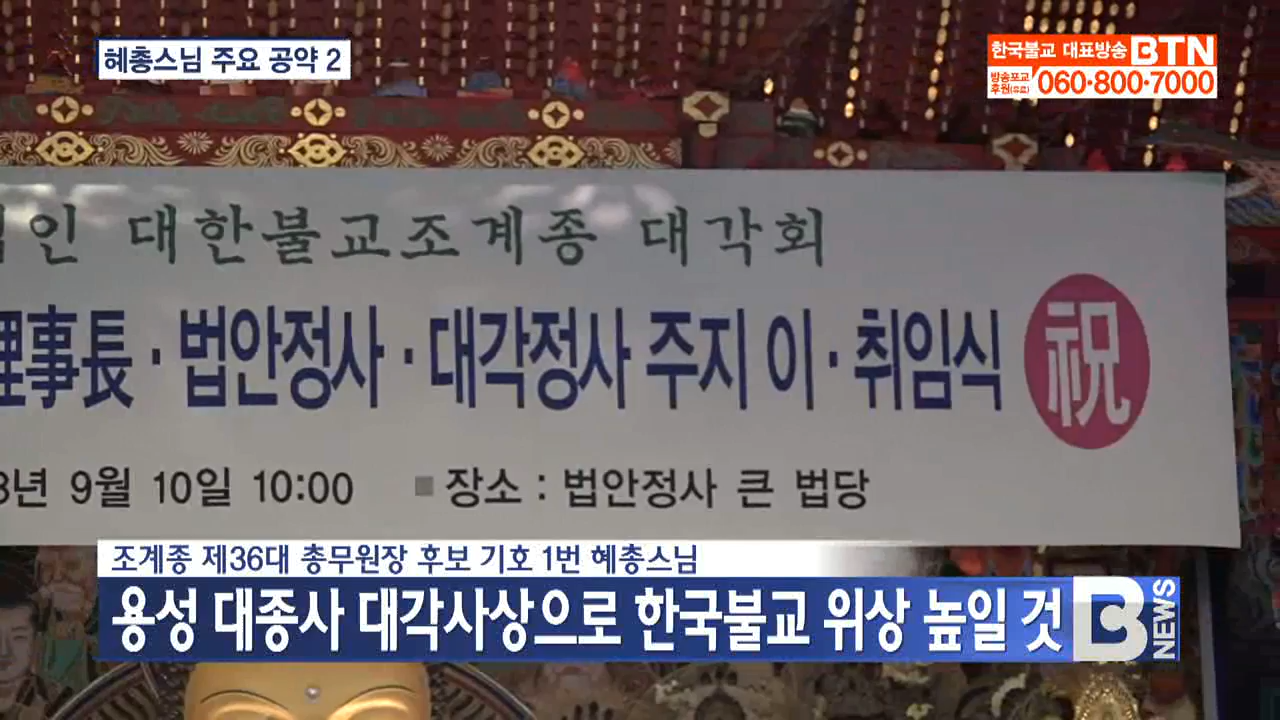 혜총스님 주요 공약 2
한국불교 대표방송 BTN
방송포교 후원(유료) 060·800·7000
인 대한불교조계종 대각회
理事長·법안정사·대각정사 주지 이·취임식 祝
8년 9월 10일 10:00 ■ 장소 : 법안정사 큰 법당
조계종 제36대 총무원장 후보 기호 1번 혜총스님
용성 대종사 대각사상으로 한국불교 위상 높일 것
B NEWS